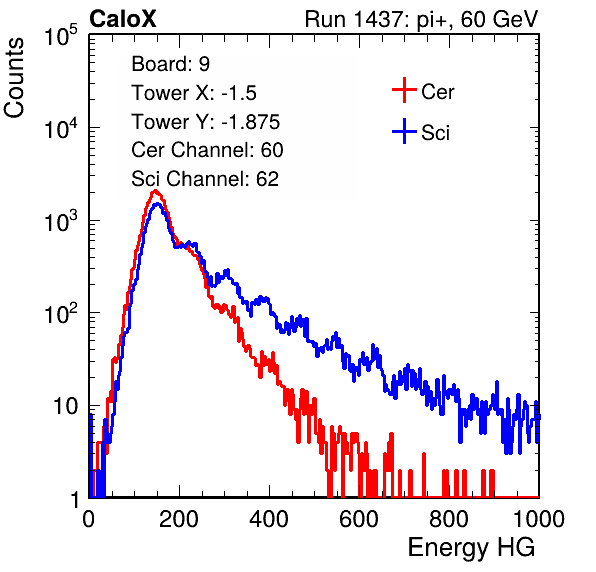 CaloX Run 1437: pi+, 60 GeV
Counts
Board: 9
Tower X: -1.5
Tower Y: -1.875
Cer Channel: 60
Sci Channel: 62
Cer
Sci
10^5
10^4
10^3
10^2
10
1
0 200 400 600 800 1000
Energy HG